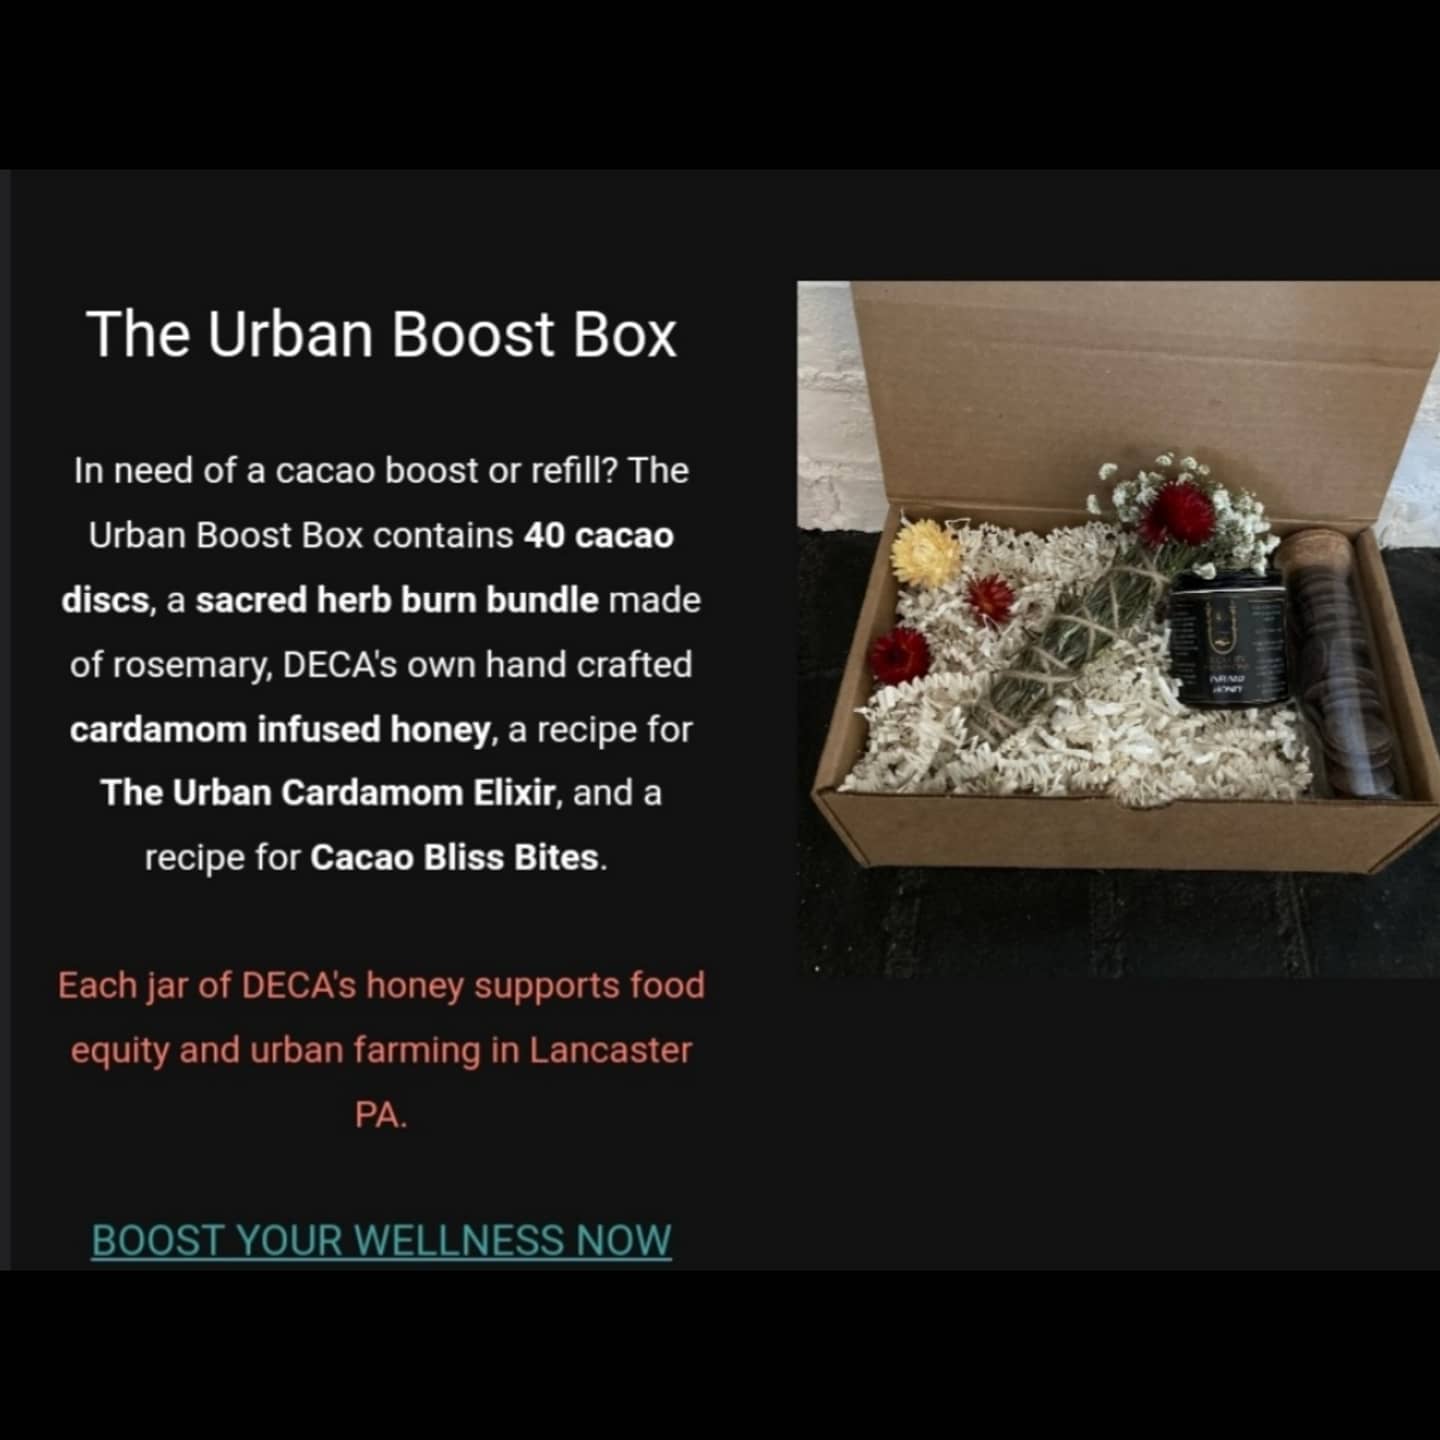 The Urban Boost Box
In need of a cacao boost or refill? The
Urban Boost Box contains 40 cacao
discs, a sacred herb burn bundle made
of rosemary, DECA's own hand crafted
cardamom infused honey, a recipe for
The Urban Cardamom Elixir, and a
recipe for Cacao Bliss Bites.
Each jar of DECA's honey supports food
equity and urban farming in Lancaster
PA.
BOOST YOUR WELLNESS NOW
INFUSED
HONEY